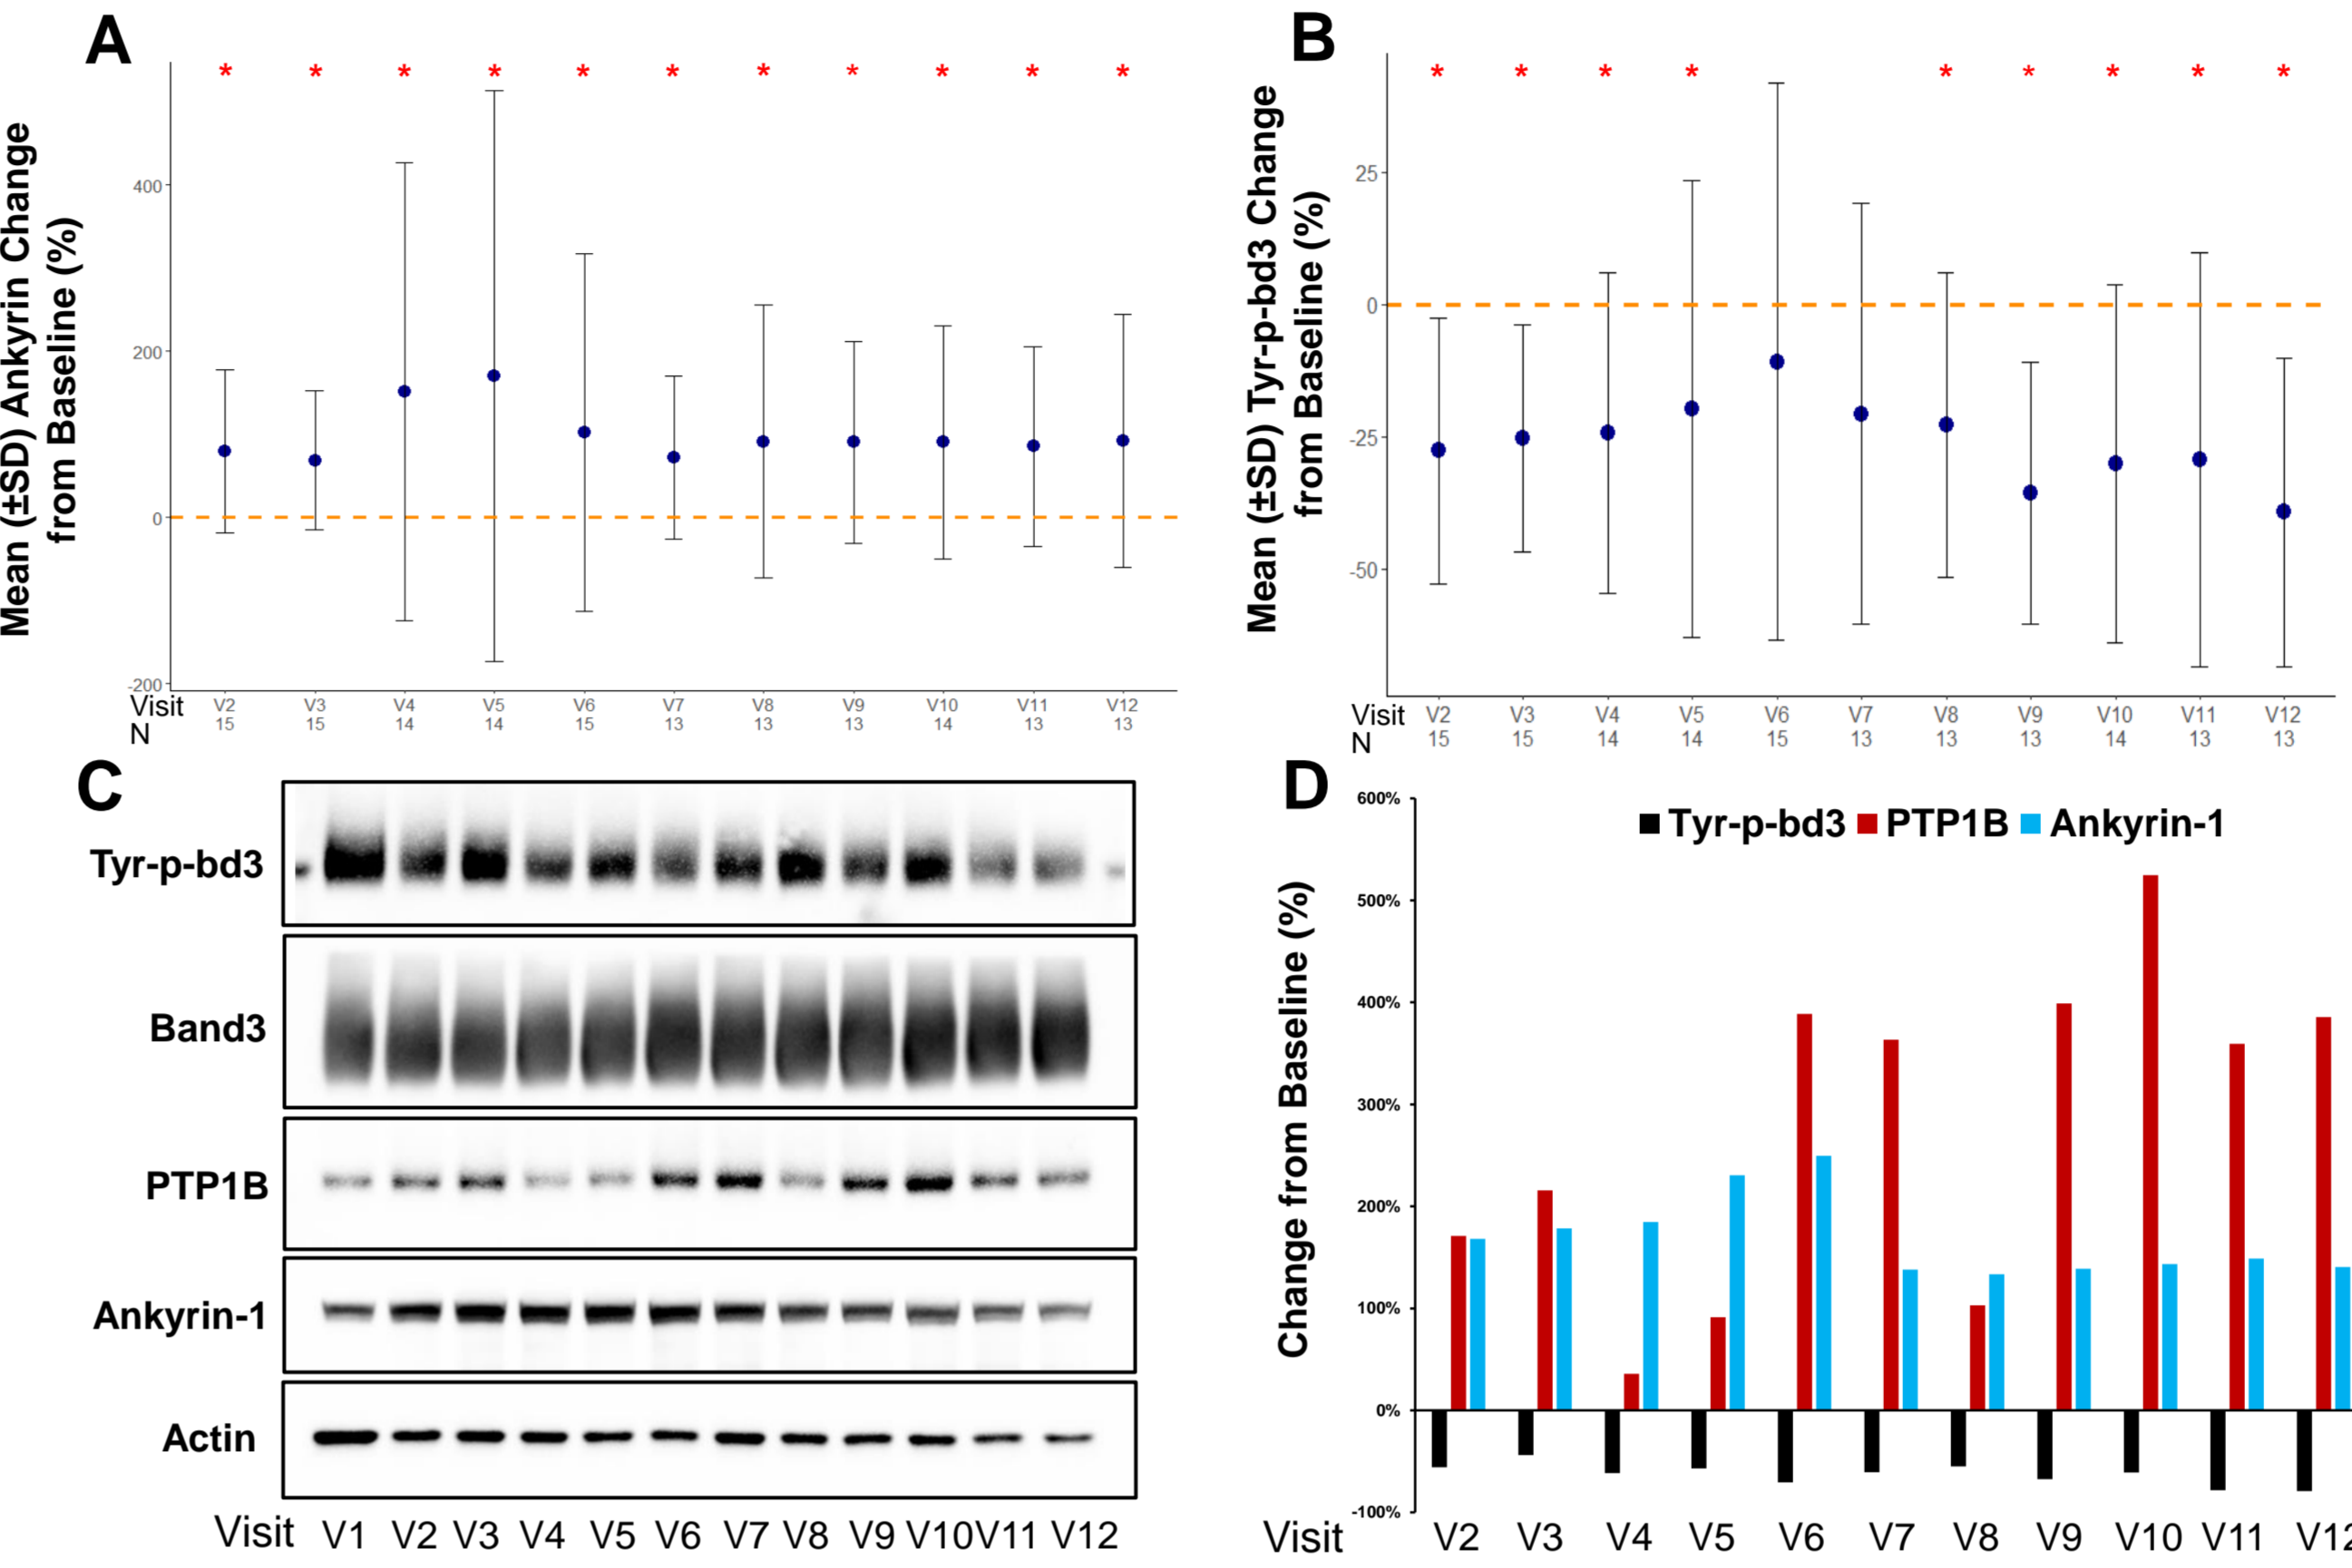 A
* * * * * * * * * * *
Mean (±SD) Ankyrin Change
from Baseline (%)
400
200
0
-200
Visit V2 V3 V4 V5 V6 V7 V8 V9 V10 V11 V12
N 15 15 14 14 15 13 13 13 14 13 13
B
* * * * * * * * *
Mean (±SD) Tyr-p-bd3 Change
from Baseline (%)
25
0
-25
-50
Visit V2 V3 V4 V5 V6 V7 V8 V9 V10 V11 V12
N 15 15 14 14 15 13 13 13 14 13 13
C
Tyr-p-bd3
Band3
PTP1B
Ankyrin-1
Actin
Visit V1 V2 V3 V4 V5 V6 V7 V8 V9 V10 V11 V12
D
Tyr-p-bd3 PTP1B Ankyrin-1
Change from Baseline (%)
600%
500%
400%
300%
200%
100%
0%
-100%
Visit V2 V3 V4 V5 V6 V7 V8 V9 V10 V11 V12